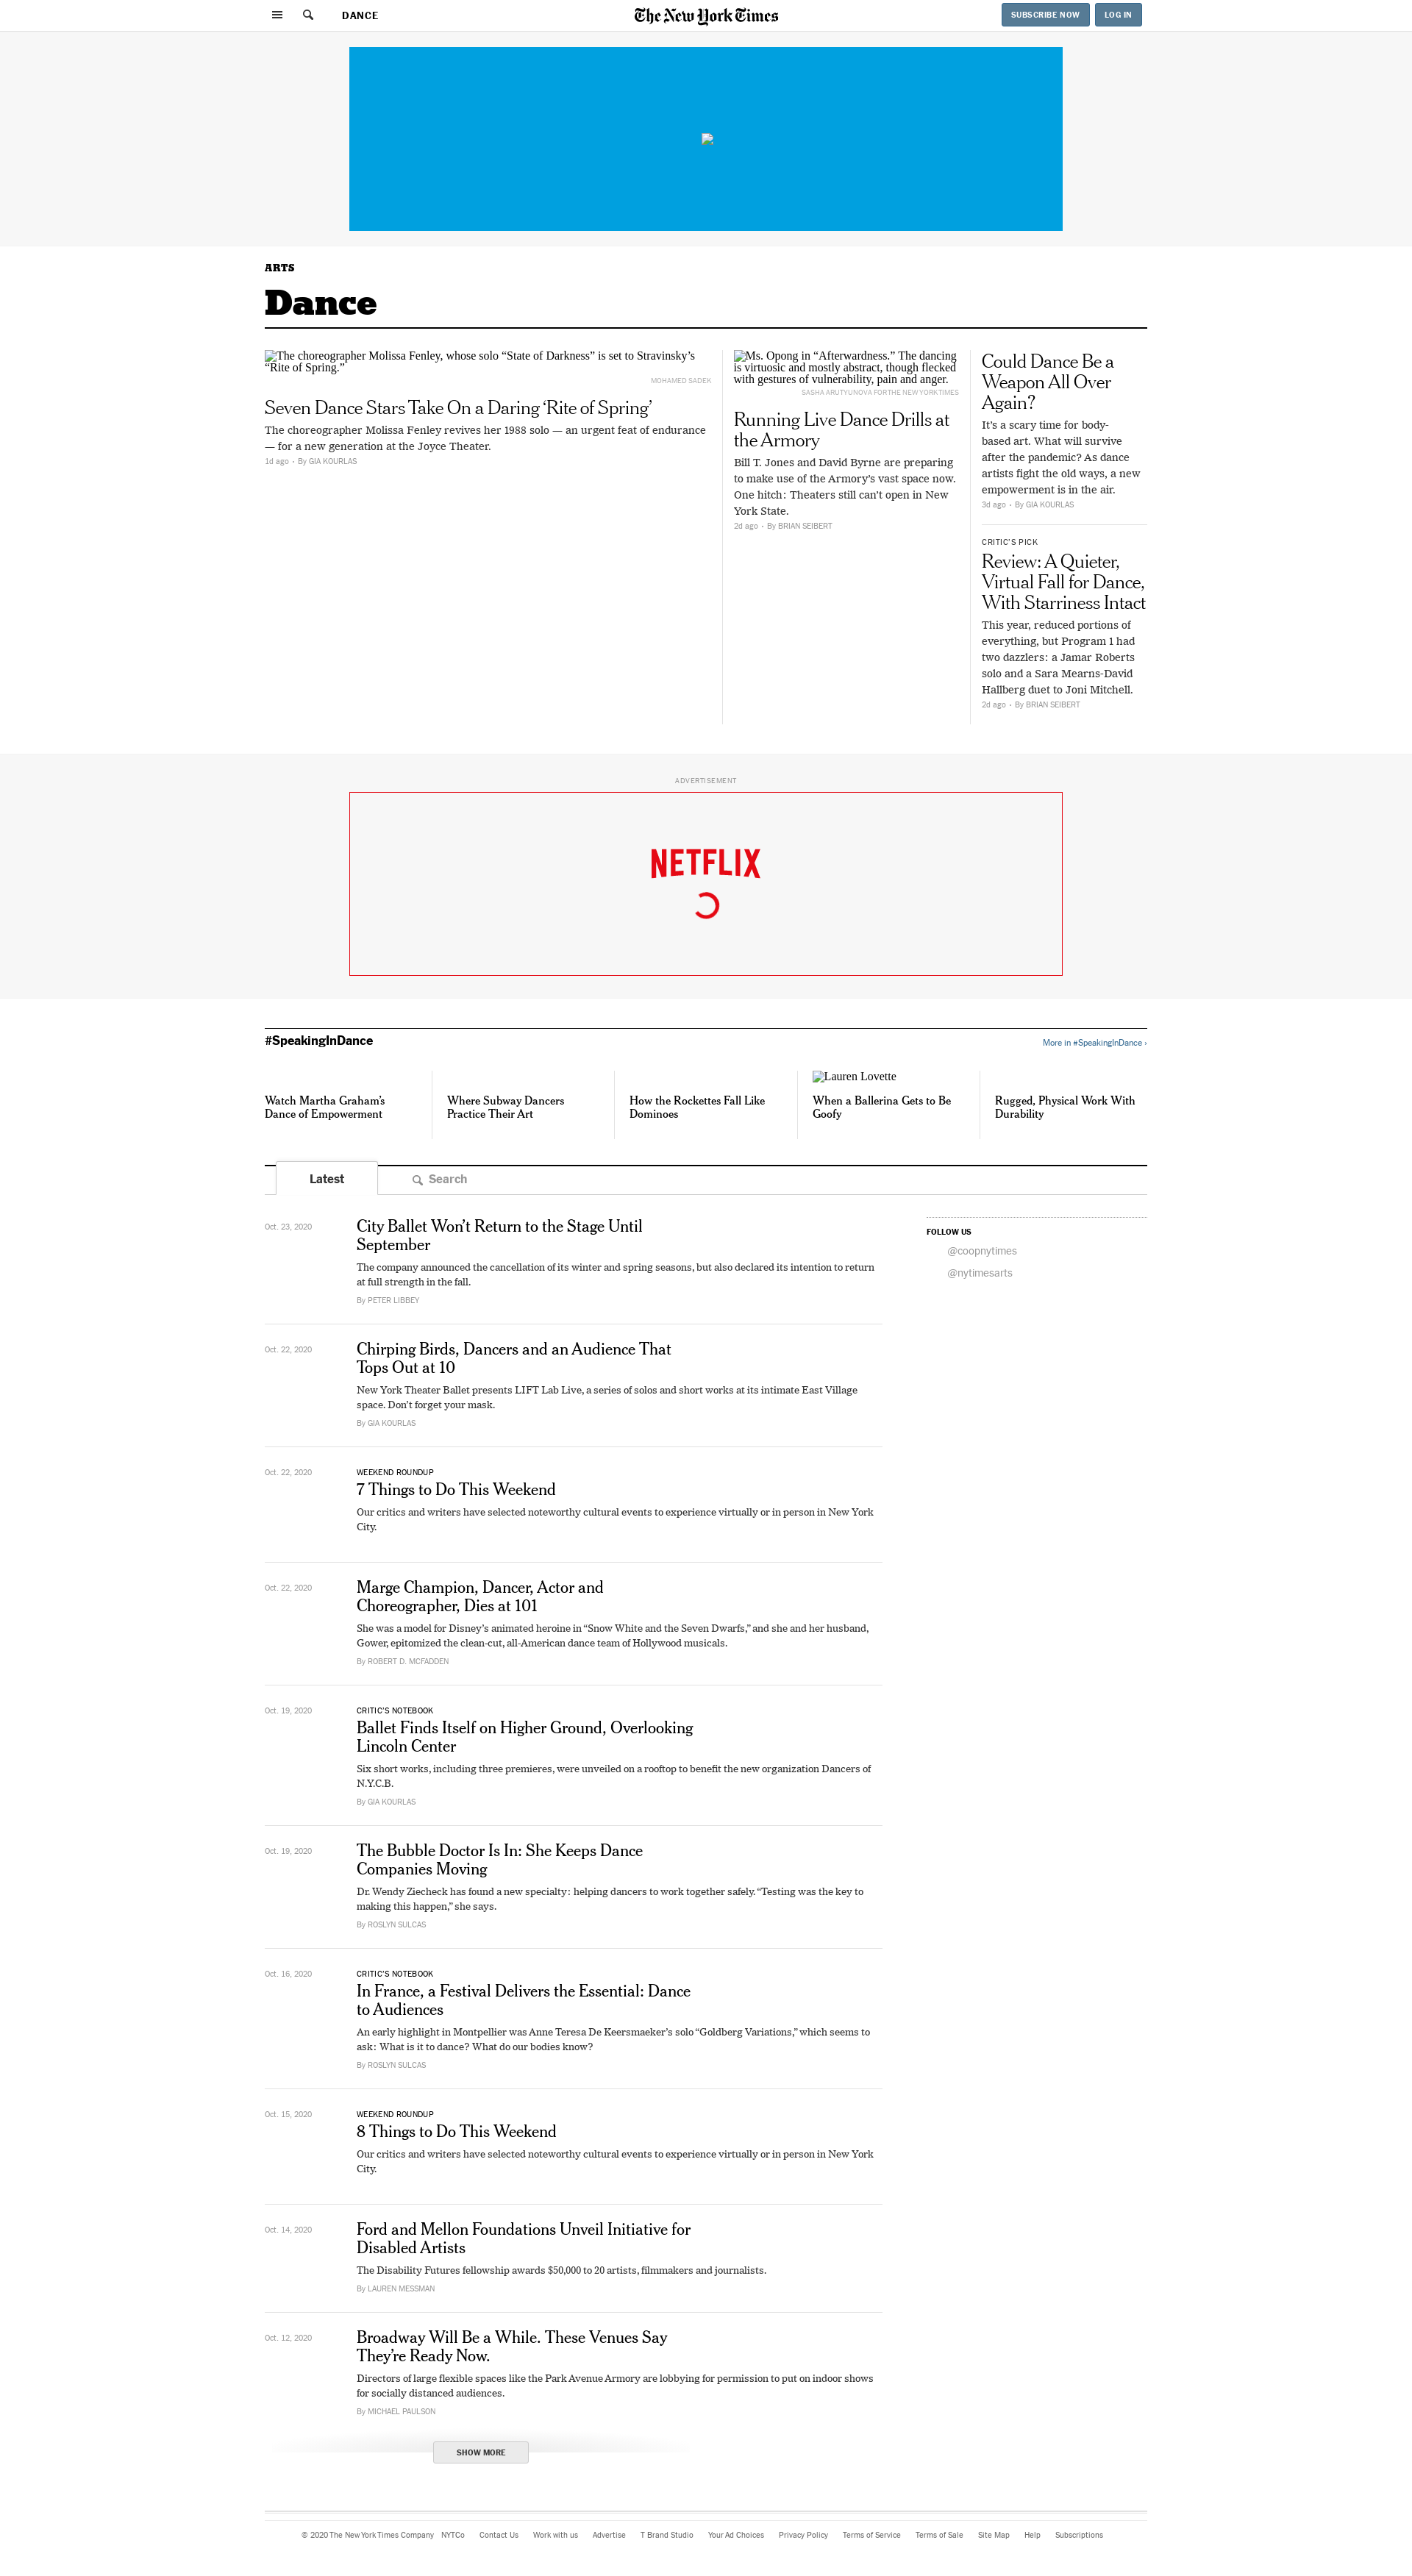 DANCE
The New York Times
SUBSCRIBE NOW
LOG IN
ARTS
Dance
The choreographer Molissa Fenley, whose solo “State of Darkness” is set to Stravinsky’s
“Rite of Spring.”
MOHAMED SADEK
Seven Dance Stars Take On a Daring ‘Rite of Spring’
The choreographer Molissa Fenley revives her 1988 solo — an urgent feat of endurance
— for a new generation at the Joyce Theater.
1d ago • By GIA KOURLAS
Ms. Opong in “Afterwardness.” The dancing
is virtuosic and mostly abstract, though flecked
with gestures of vulnerability, pain and anger.
SASHA ARUTYUNOVA FOR THE NEW YORK TIMES
Running Live Dance Drills at
the Armory
Bill T. Jones and David Byrne are preparing
to make use of the Armory’s vast space now.
One hitch: Theaters still can’t open in New
York State.
2d ago • By BRIAN SEIBERT
Could Dance Be a
Weapon All Over
Again?
It’s a scary time for body-
based art. What will survive
after the pandemic? As dance
artists fight the old ways, a new
empowerment is in the air.
3d ago • By GIA KOURLAS
CRITIC’S PICK
Review: A Quieter,
Virtual Fall for Dance,
With Starriness Intact
This year, reduced portions of
everything, but Program 1 had
two dazzlers: a Jamar Roberts
solo and a Sara Mearns-David
Hallberg duet to Joni Mitchell.
2d ago • By BRIAN SEIBERT
ADVERTISEMENT
NETFLIX
#SpeakingInDance
More in #SpeakingInDance ›
Watch Martha Graham’s
Dance of Empowerment
Where Subway Dancers
Practice Their Art
How the Rockettes Fall Like
Dominoes
Lauren Lovette
When a Ballerina Gets to Be
Goofy
Rugged, Physical Work With
Durability
Latest
Search
Oct. 23, 2020
City Ballet Won’t Return to the Stage Until
September
The company announced the cancellation of its winter and spring seasons, but also declared its intention to return
at full strength in the fall.
By PETER LIBBEY
FOLLOW US
@coopnytimes
@nytimesarts
Oct. 22, 2020
Chirping Birds, Dancers and an Audience That
Tops Out at 10
New York Theater Ballet presents LIFT Lab Live, a series of solos and short works at its intimate East Village
space. Don’t forget your mask.
By GIA KOURLAS
Oct. 22, 2020
WEEKEND ROUNDUP
7 Things to Do This Weekend
Our critics and writers have selected noteworthy cultural events to experience virtually or in person in New York
City.
Oct. 22, 2020
Marge Champion, Dancer, Actor and
Choreographer, Dies at 101
She was a model for Disney’s animated heroine in “Snow White and the Seven Dwarfs,” and she and her husband,
Gower, epitomized the clean-cut, all-American dance team of Hollywood musicals.
By ROBERT D. MCFADDEN
Oct. 19, 2020
CRITIC’S NOTEBOOK
Ballet Finds Itself on Higher Ground, Overlooking
Lincoln Center
Six short works, including three premieres, were unveiled on a rooftop to benefit the new organization Dancers of
N.Y.C.B.
By GIA KOURLAS
Oct. 19, 2020
The Bubble Doctor Is In: She Keeps Dance
Companies Moving
Dr. Wendy Ziecheck has found a new specialty: helping dancers to work together safely. “Testing was the key to
making this happen,” she says.
By ROSLYN SULCAS
Oct. 16, 2020
CRITIC’S NOTEBOOK
In France, a Festival Delivers the Essential: Dance
to Audiences
An early highlight in Montpellier was Anne Teresa De Keersmaeker’s solo “Goldberg Variations,” which seems to
ask: What is it to dance? What do our bodies know?
By ROSLYN SULCAS
Oct. 15, 2020
WEEKEND ROUNDUP
8 Things to Do This Weekend
Our critics and writers have selected noteworthy cultural events to experience virtually or in person in New York
City.
Oct. 14, 2020
Ford and Mellon Foundations Unveil Initiative for
Disabled Artists
The Disability Futures fellowship awards $50,000 to 20 artists, filmmakers and journalists.
By LAUREN MESSMAN
Oct. 12, 2020
Broadway Will Be a While. These Venues Say
They’re Ready Now.
Directors of large flexible spaces like the Park Avenue Armory are lobbying for permission to put on indoor shows
for socially distanced audiences.
By MICHAEL PAULSON
SHOW MORE
© 2020 The New York Times Company NYTCo Contact Us Work with us Advertise T Brand Studio Your Ad Choices Privacy Policy Terms of Service Terms of Sale Site Map Help Subscriptions